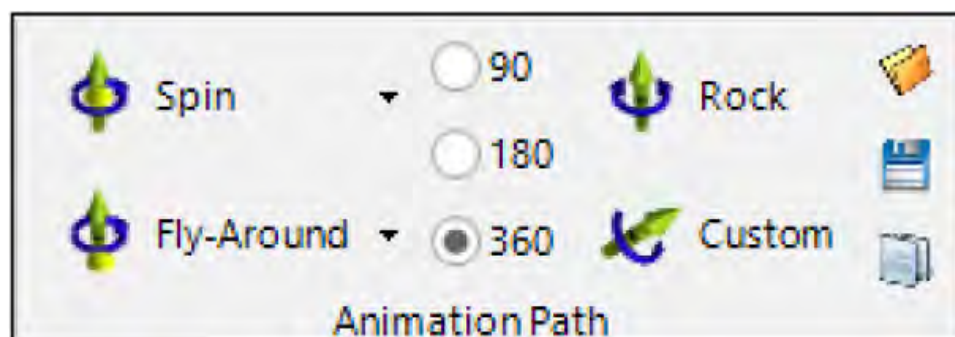 Spin
90
Rock
180
Fly-Around
360
Custom
Animation Path